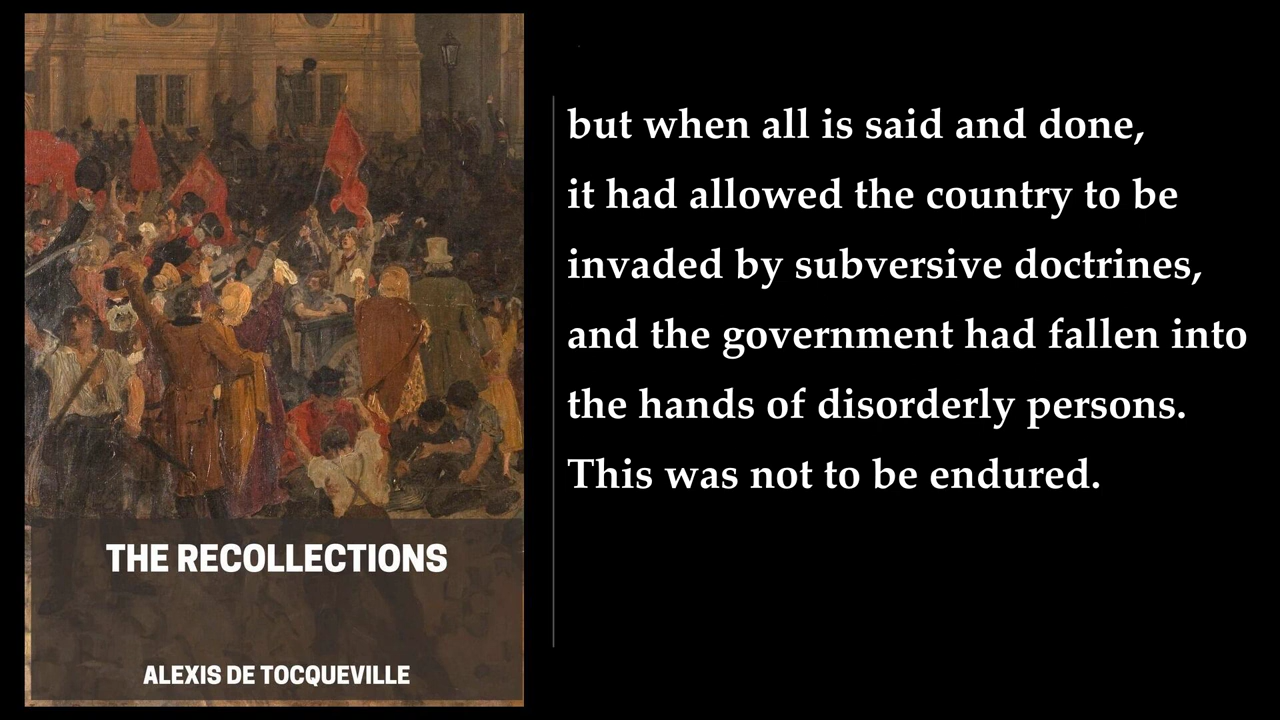 but when all is said and done,
it had allowed the country to be
invaded by subversive doctrines,
and the government had fallen into
the hands of disorderly persons.
This was not to be endured.
THE RECOLLECTIONS
ALEXIS DE TOCQUEVILLE